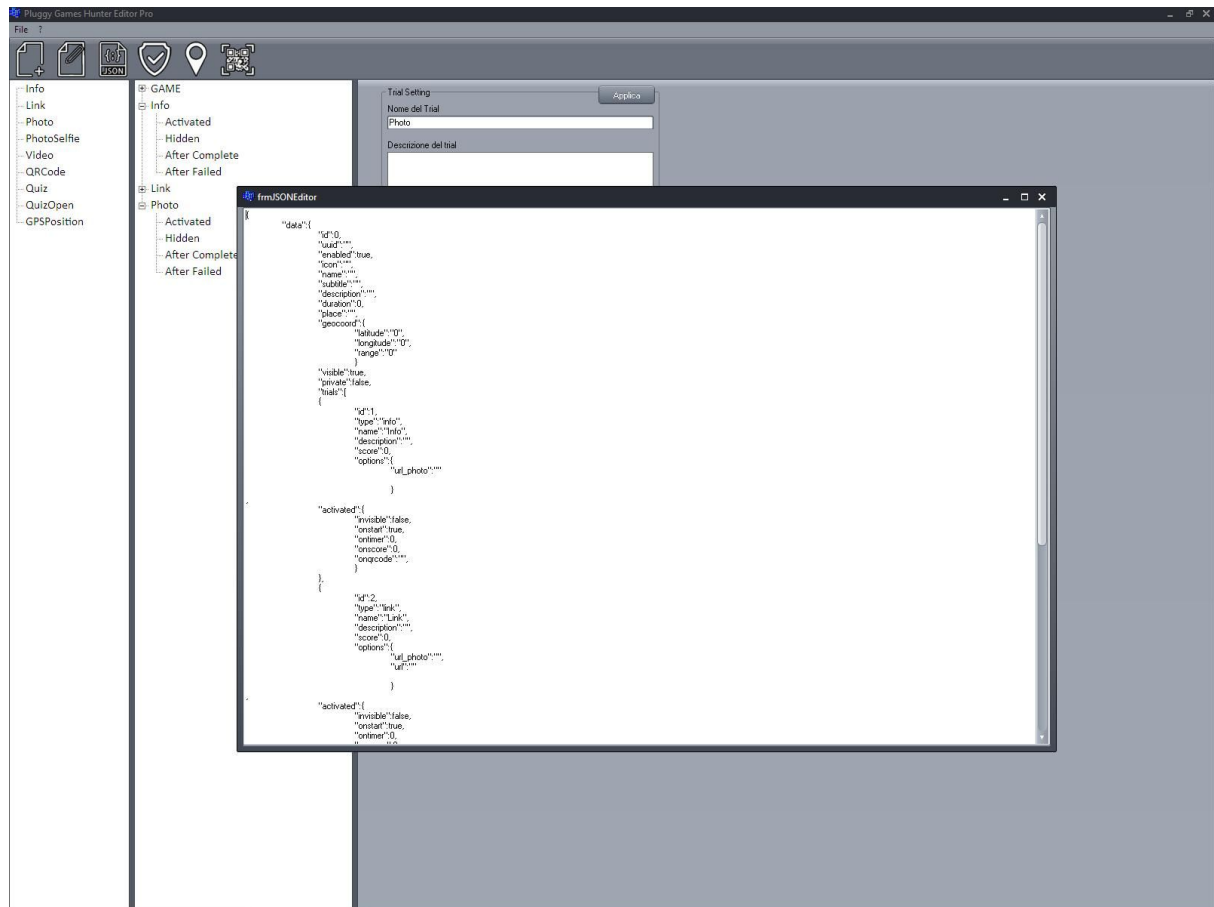 Pluggy Games Hunter Editor Pro
File ?
JSON
Info
Link
Photo
PhotoSelfie
Video
QRCode
Quiz
QuizOpen
GPSPosition
GAME
Info
Activated
Hidden
After Complete
After Failed
Link
Photo
Activated
Hidden
After Complete
After Failed
Trial Setting
Applica
Nome del Trial
Photo
Descrizione del trial
frmJSONEditor
{
"data":{
"id":0,
"uuid":"",
"enabled":true,
"icon":"",
"name":"",
"subtitle":"",
"description":"",
"duration":0,
"place":"",
"geocoord":{
"latitude":"0",
"longitude":"0",
"range":"0"
}
"visible":true,
"private":false,
"trials":[
{
"id":1,
"type":"info",
"name":"Info",
"description":"",
"score":0,
"options":{
"url_photo":""
}
,
"activated":{
"invisible":false,
"onstart":true,
"ontimer":0,
"onscore":0,
"onqrcode":"",
}
},
{
"id":2,
"type":"link",
"name":"Link",
"description":"",
"score":0,
"options":{
"url_photo":"",
"url":""
}
,
"activated":{
"invisible":false,
"onstart":true,
"ontimer":0,